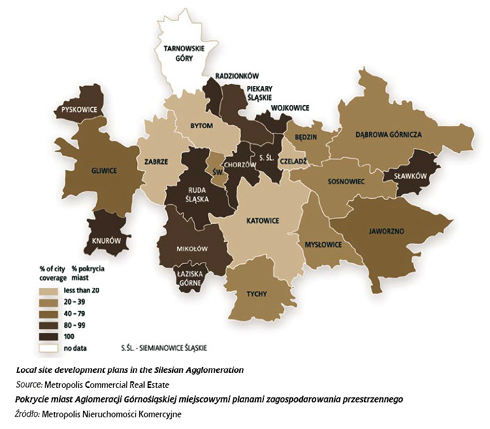 TARNOWSKIE
GÓRY
RADZIONKÓW
PIEKARY
ŚLĄSKIE
WOJKOWICE
PYSKOWICE
BYTOM
BĘDZIN
DĄBROWA GÓRNICZA
GLIWICE
ZABRZE
ŚW.
CHORZÓW
S. ŚL.
CZELADŹ
SŁAWKÓW
RUDA
ŚLĄSKA
SOSNOWIEC
KATOWICE
KNURÓW
MIKOŁÓW
MYSŁOWICE
JAWORZNO
ŁAZISKA
GÓRNE
TYCHY
% of city % pokrycia
coverage miast
less than 20
20 – 39
40 – 79
80 – 99
100
no data
S.ŚL. - SIEMIANOWICE ŚLĄSKIE
Local site development plans in the Silesian Agglomeration
Source: Metropolis Commercial Real Estate
Pokrycie miast Aglomeracji Górnośląskiej miejscowymi planami zagospodarowania przestrzennego
Źródło: Metropolis Nieruchomości Komercyjne